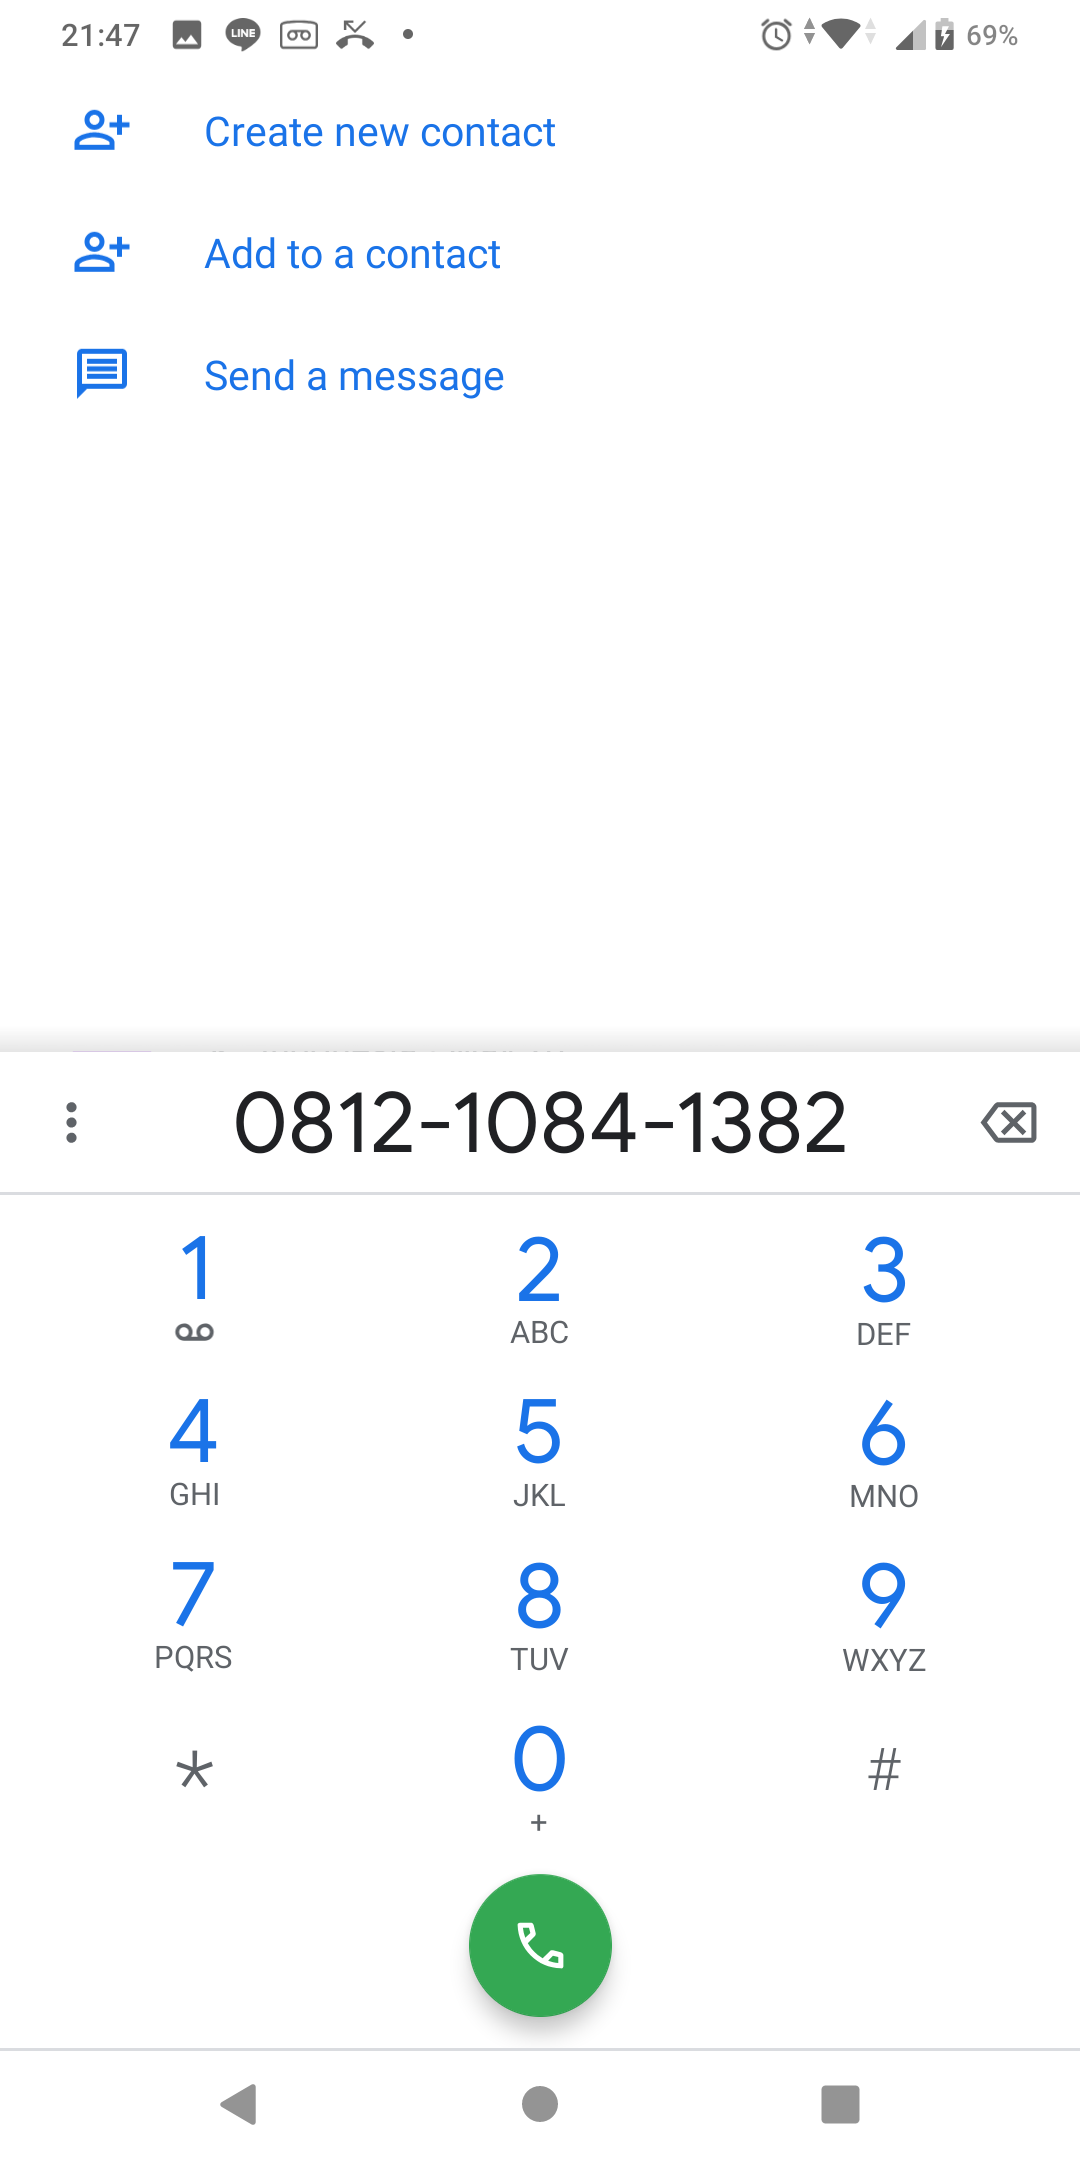 21:47 LINE 69%
Create new contact
Add to a contact
Send a message
0812-1084-1382
1 2 3
ABC DEF
4 5 6
GHI JKL MNO
7 8 9
PQRS TUV WXYZ
* 0 #
+